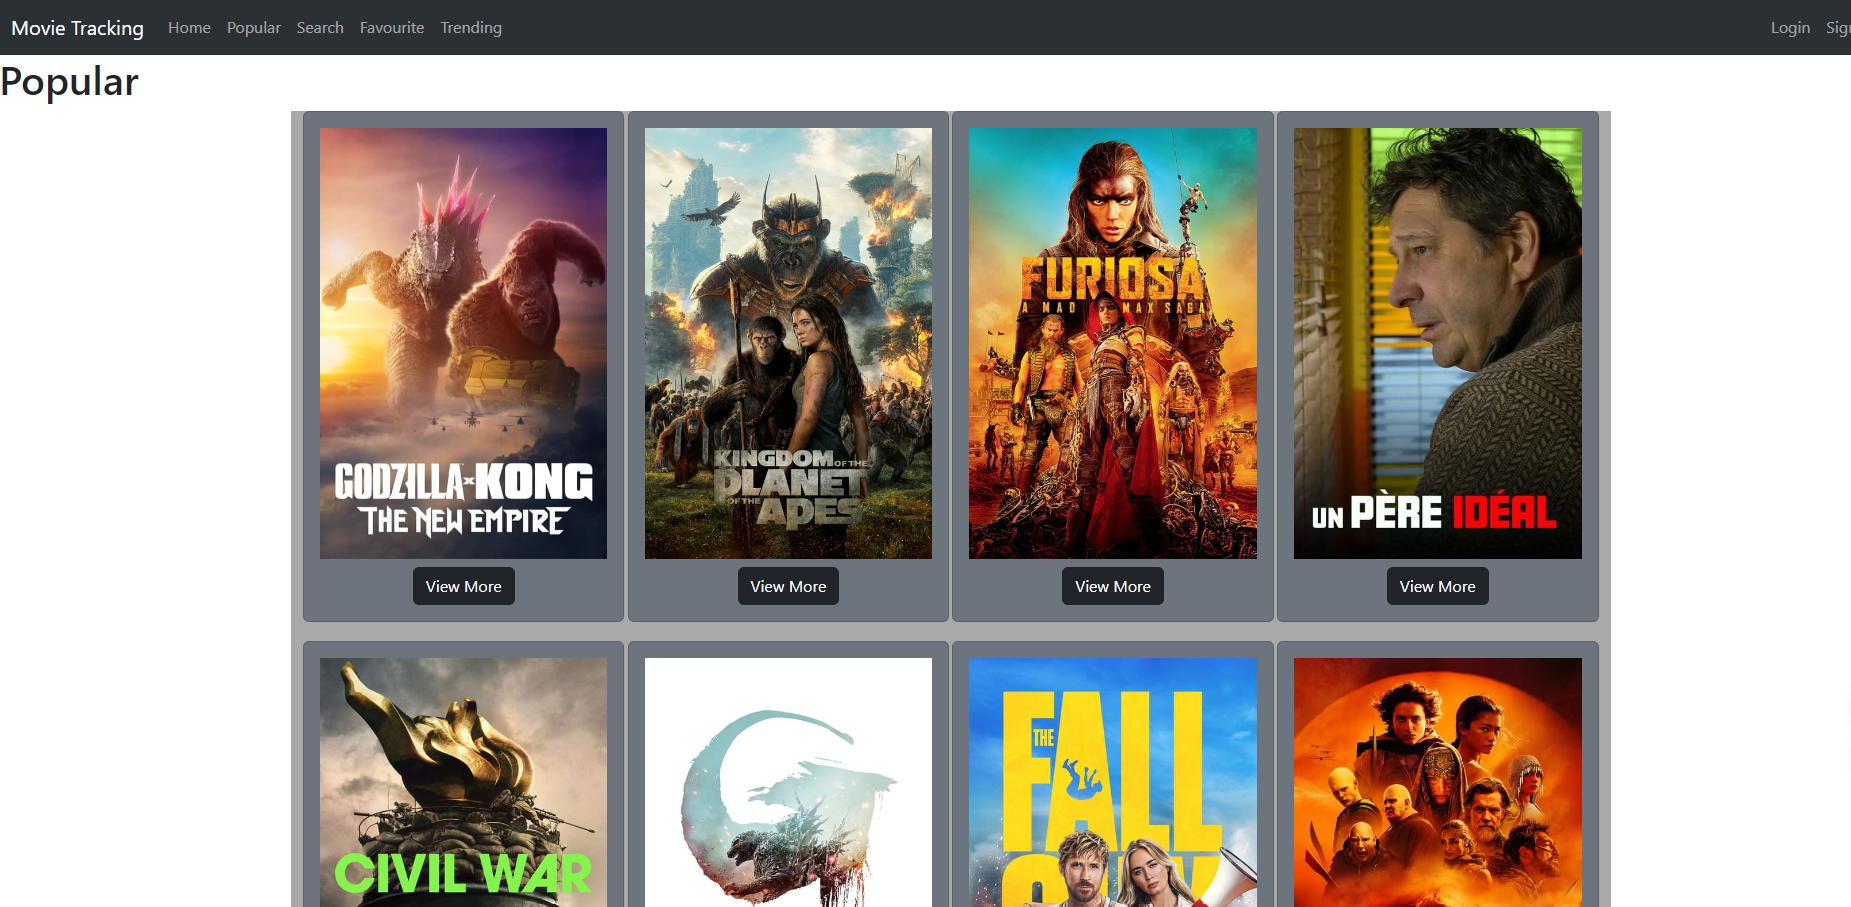 Movie Tracking Home Popular Search Favourite Trending Login Sig
Popular
FURIOSA
A MAD MAX SAGA
GODZILLA x KONG
THE NEW EMPIRE
KINGDOM OF THE
PLANET
OF THE APES
UN PÈRE IDÉAL
View More View More View More View More
CIVIL WAR
THE
FALL